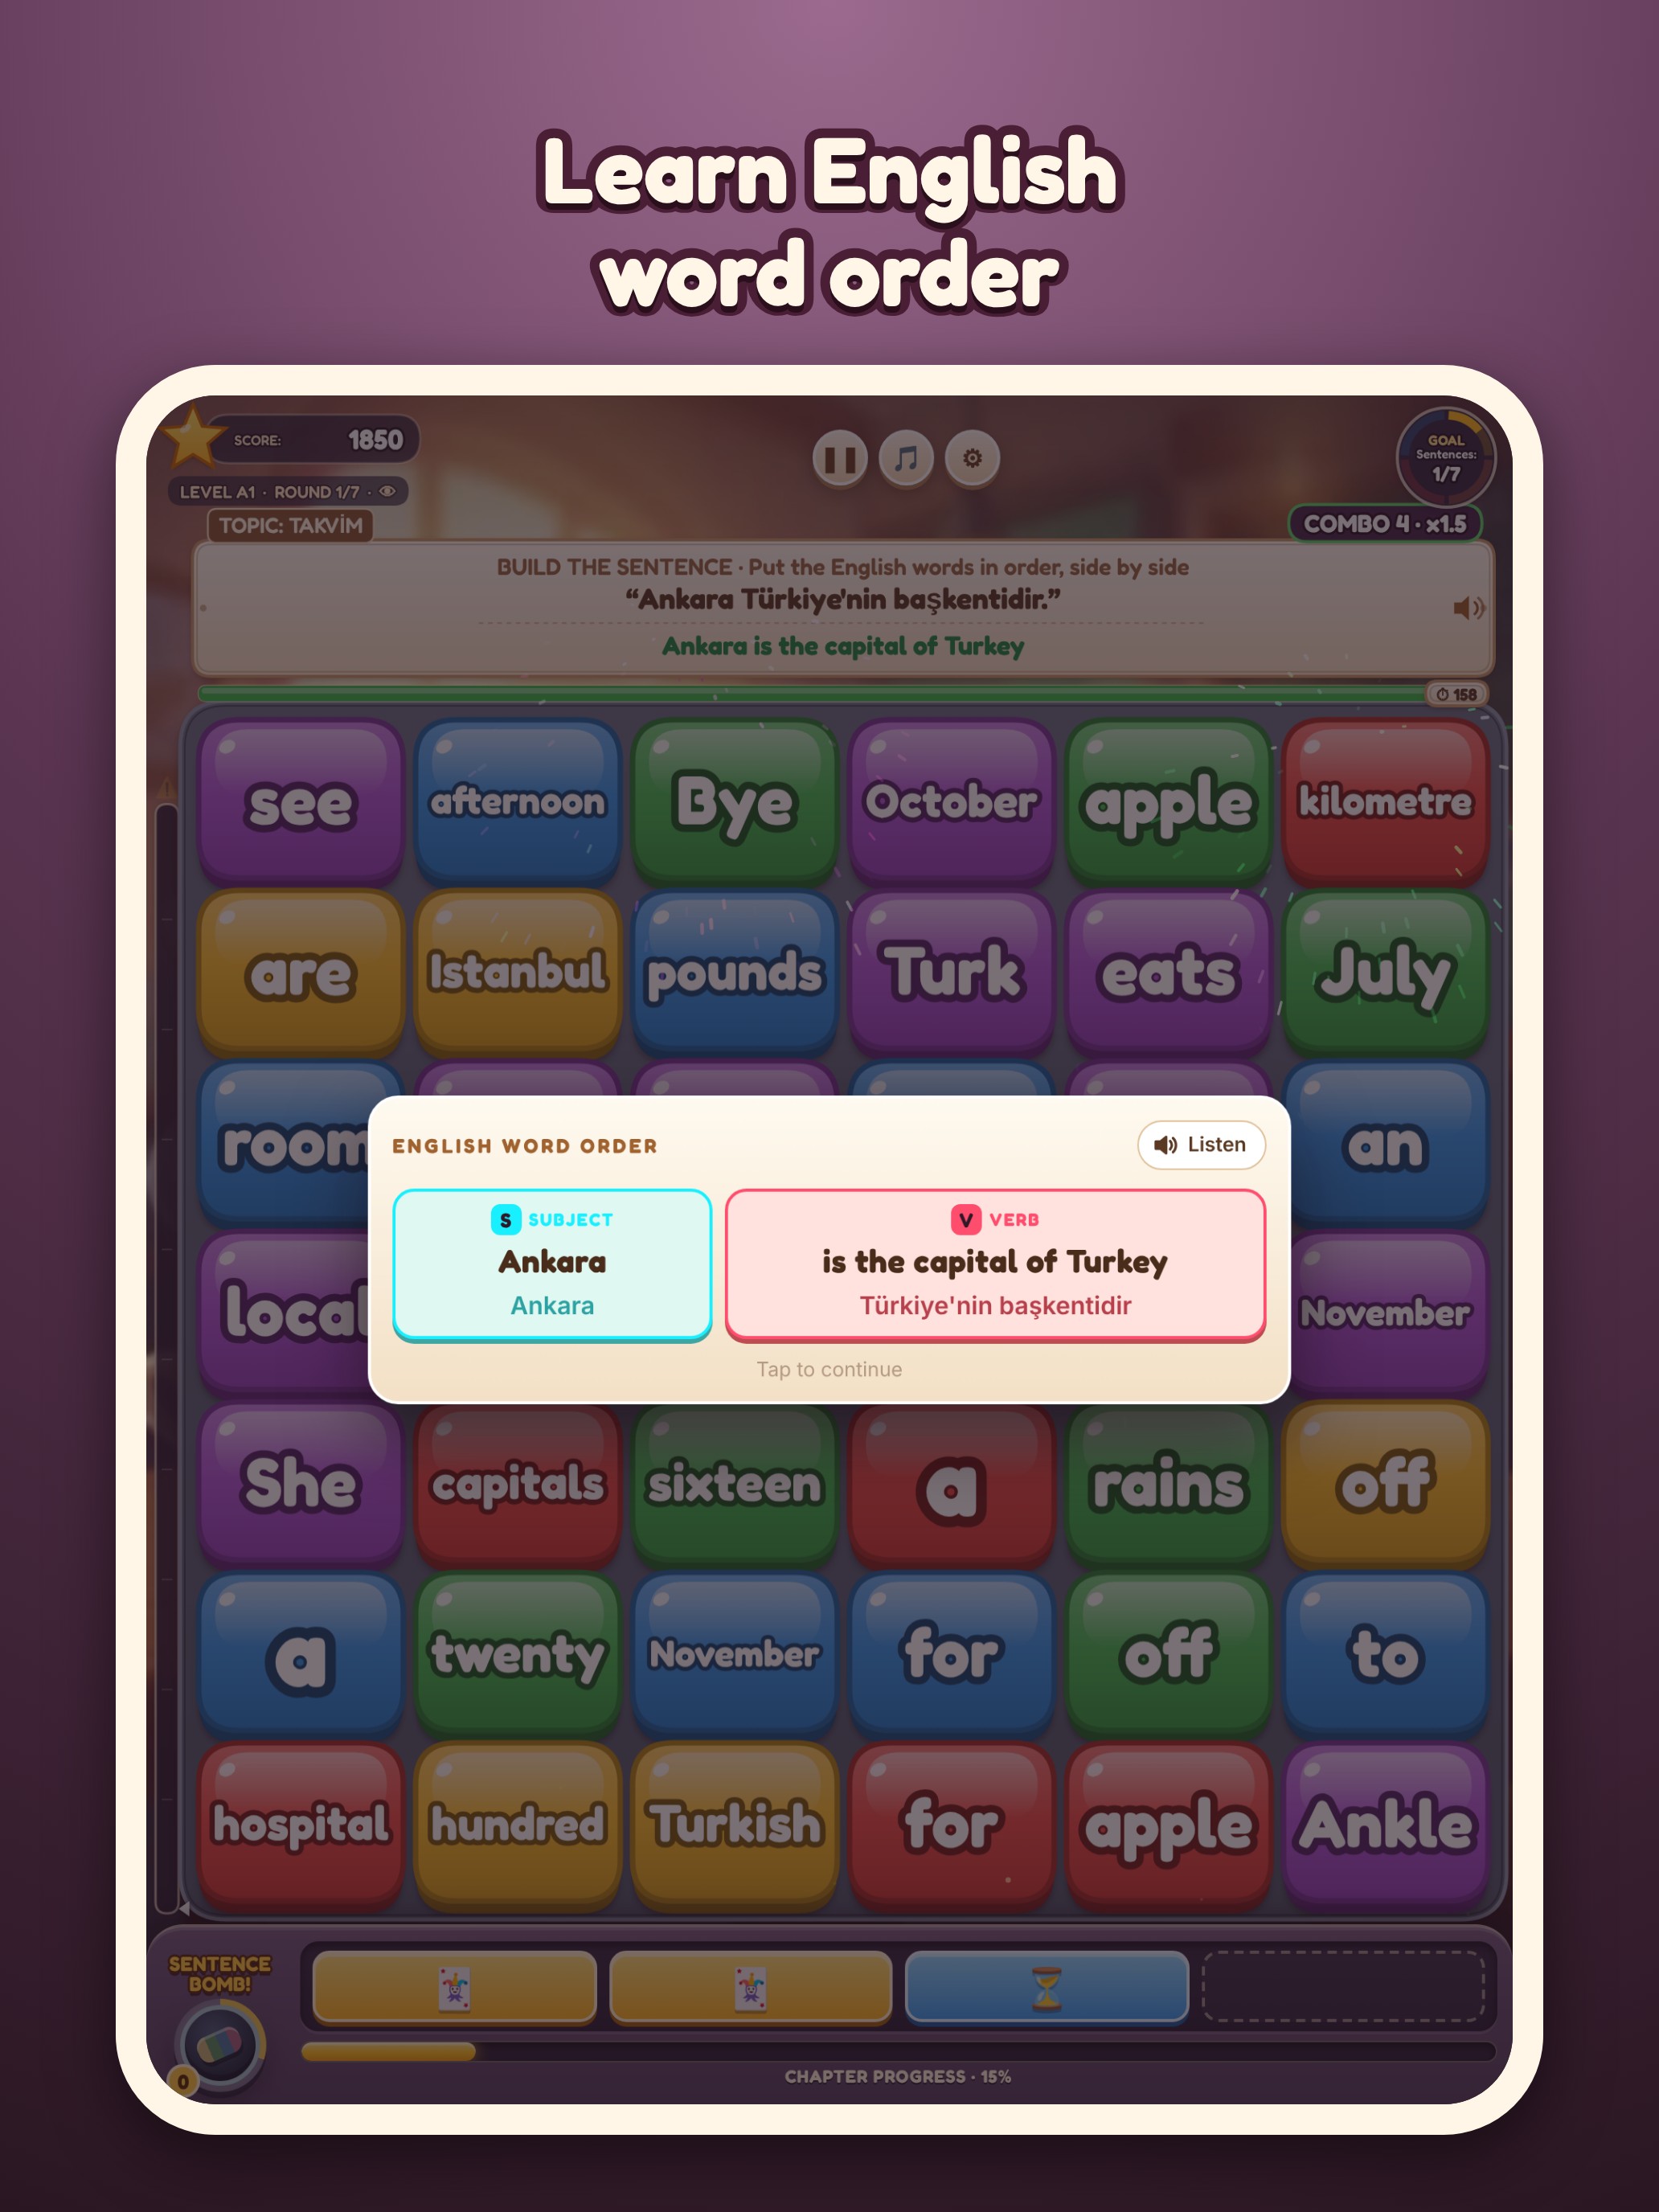 Learn English
word order
SCORE: 1850
LEVEL A1 · ROUND 1/7 ·
GOAL
Sentences:
1/7
TOPIC: TAKVİM
COMBO 4 · x1.5
BUILD THE SENTENCE · Put the English words in order, side by side
“Ankara Türkiye'nin başkentidir.”
Ankara is the capital of Turkey
158
see afternoon Bye October apple kilometre
are Istanbul pounds Turk eats July
room an
ENGLISH WORD ORDER
Listen
S SUBJECT V VERB
Ankara is the capital of Turkey
Ankara Türkiye'nin başkentidir
Tap to continue
local November
She capitals sixteen a rains off
a twenty November for off to
hospital hundred Turkish for apple Ankle
SENTENCE
BOMB!
0
CHAPTER PROGRESS · 15%